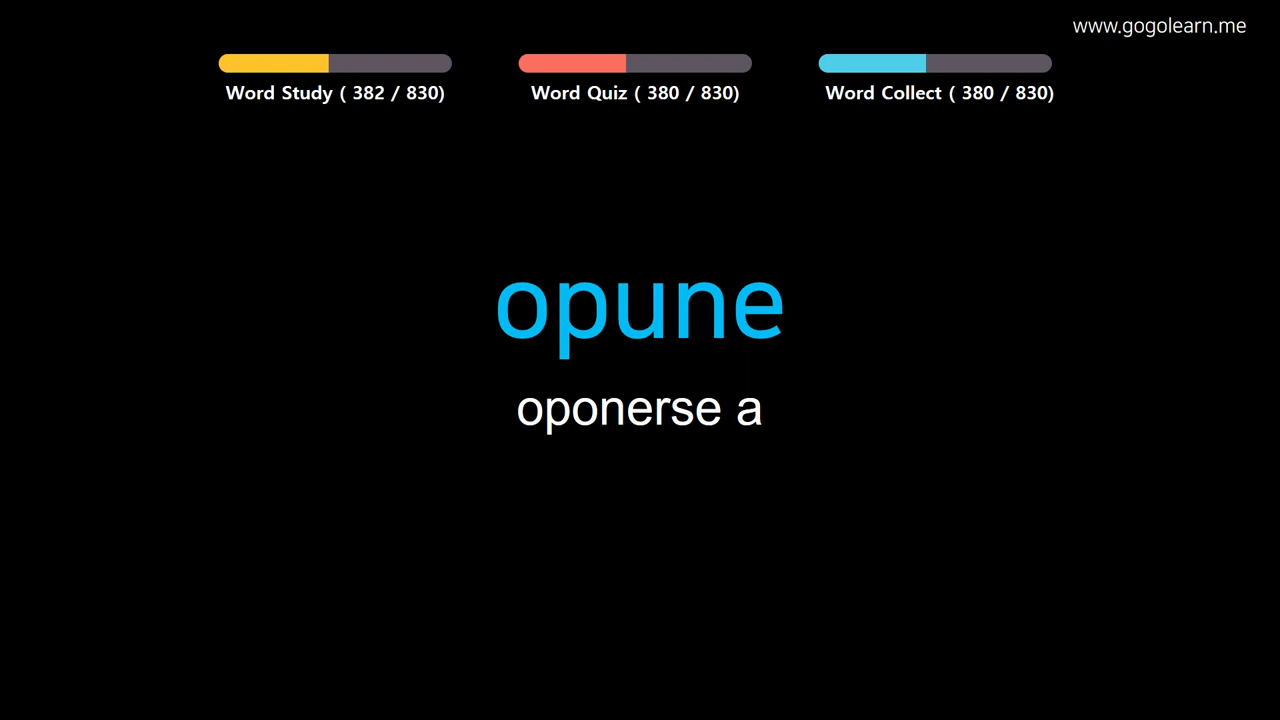 www.gogolearn.me
Word Study ( 382 / 830)
Word Quiz ( 380 / 830)
Word Collect ( 380 / 830)
opune
oponerse a